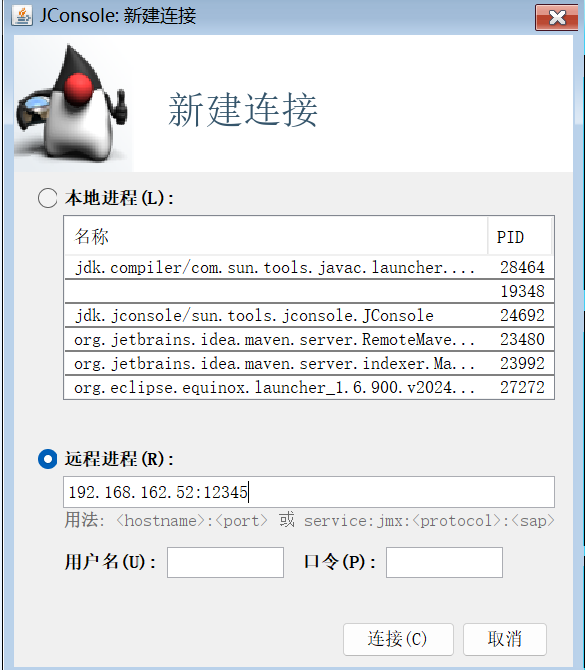 JConsole: 新建连接
新建连接
本地进程(L):
名称 PID
jdk.compiler/com.sun.tools.javac.launcher.... 28464
19348
jdk.jconsole/sun.tools.jconsole.JConsole 24692
org.jetbrains.idea.maven.server.RemoteMave... 23480
org.jetbrains.idea.maven.server.indexer.Ma... 23992
org.eclipse.equinox.launcher_1.6.900.v2024... 27272
远程进程(R):
192.168.162.52:12345
用法: <hostname>:<port> 或 service:jmx:<protocol>:<sap>
用户名(U): 口令(P):
连接(C) 取消